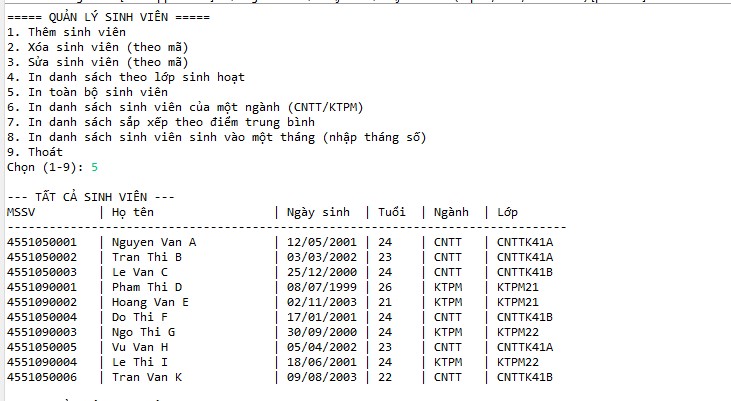 ===== QUẢN LÝ SINH VIÊN =====
1. Thêm sinh viên
2. Xóa sinh viên (theo mã)
3. Sửa sinh viên (theo mã)
4. In danh sách theo lớp sinh hoạt
5. In toàn bộ sinh viên
6. In danh sách sinh viên của một ngành (CNTT/KTPM)
7. In danh sách sắp xếp theo điểm trung bình
8. In danh sách sinh viên sinh vào một tháng (nhập tháng số)
9. Thoát
Chọn (1-9): 5
--- TẤT CẢ SINH VIÊN ---
MSSV | Họ tên | Ngày sinh | Tuổi | Ngành | Lớp
--------------------------------------------------------------------------------
4551050001 | Nguyen Van A | 12/05/2001 | 24 | CNTT | CNTTK41A
4551050002 | Tran Thi B | 03/03/2002 | 23 | CNTT | CNTTK41A
4551050003 | Le Van C | 25/12/2000 | 24 | CNTT | CNTTK41B
4551090001 | Pham Thi D | 08/07/1999 | 26 | KTPM | KTPM21
4551090002 | Hoang Van E | 02/11/2003 | 21 | KTPM | KTPM21
4551050004 | Do Thi F | 17/01/2001 | 24 | CNTT | CNTTK41B
4551090003 | Ngo Thi G | 30/09/2000 | 24 | KTPM | KTPM22
4551050005 | Vu Van H | 05/04/2002 | 23 | CNTT | CNTTK41A
4551090004 | Le Thi I | 18/06/2001 | 24 | KTPM | KTPM22
4551050006 | Tran Van K | 09/08/2003 | 22 | CNTT | CNTTK41B